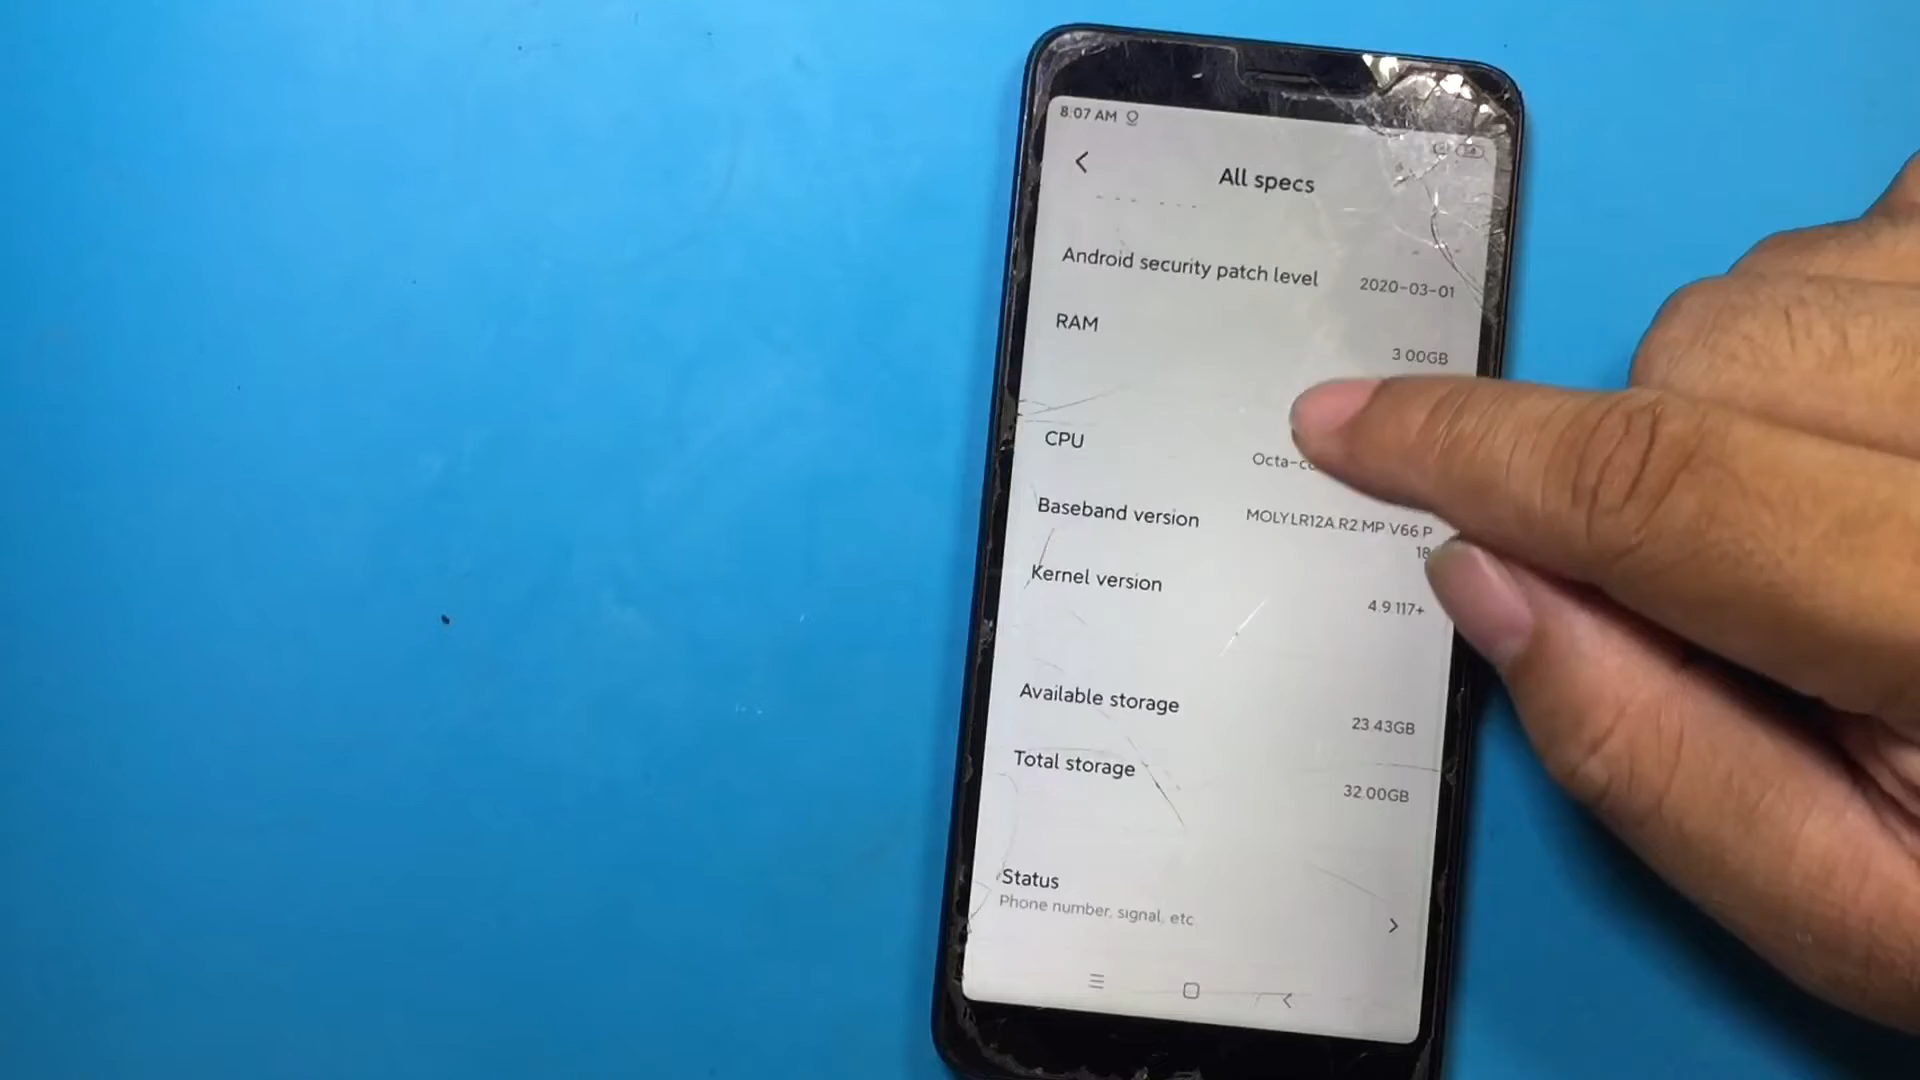 8:07 AM
All specs
Android security patch level
2020-03-01
RAM
3.00GB
CPU
Baseband version
MOLY.LR12A.R2.MP.V66.P
Kernel version
4.9.117+
Available storage
23.43GB
Total storage
32.00GB
Status
Phone number, signal, etc.